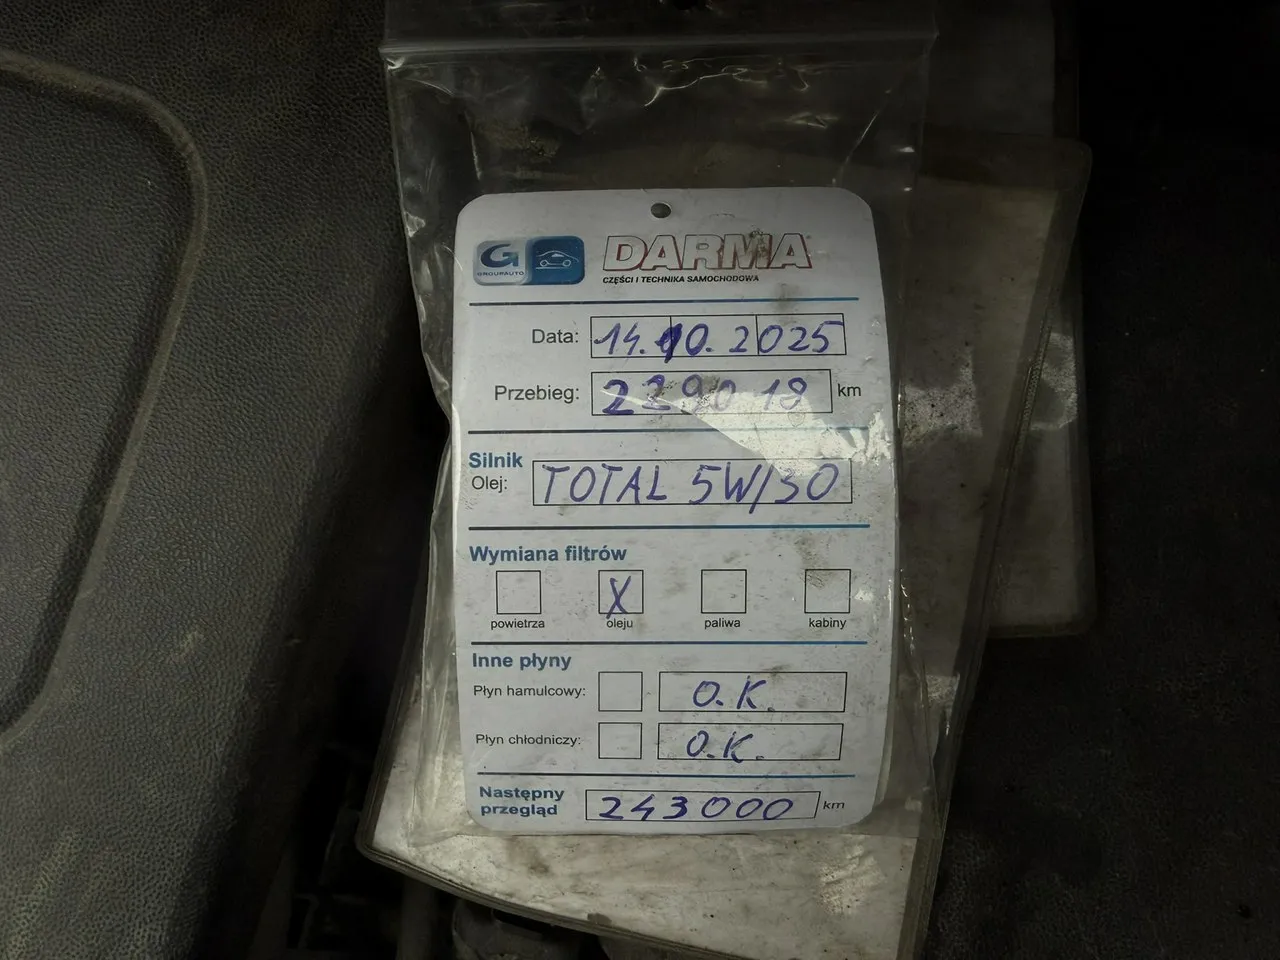 G
GROUPAUTO
DARMA
CZĘŚCI I TECHNIKA SAMOCHODOWA
Data: 14.10.2025
Przebieg: 229018 km
Silnik
Olej: TOTAL 5W/30
Wymiana filtrów
X
powietrza oleju paliwa kabiny
Inne płyny
Płyn hamulcowy: O.K.
Płyn chłodniczy: O.K.
Następny
przegląd 243000 km